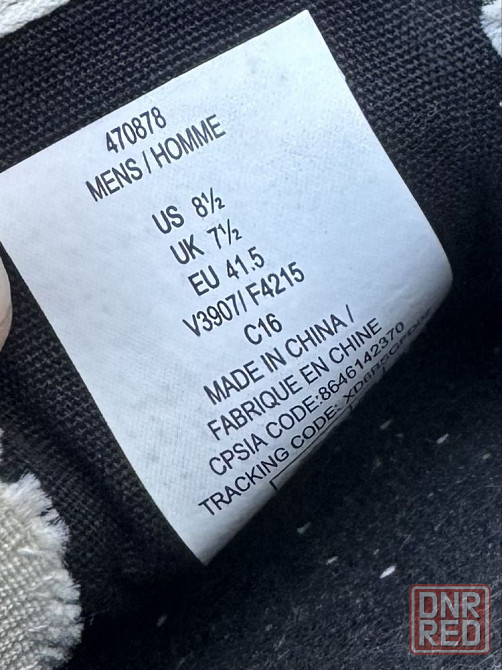 470878
MENS / HOMME
US 8½
UK 7½
EU 41.5
V3907/ F4215
C16
MADE IN CHINA /
FABRIQUE EN CHINE
CPSIA CODE:8646142370
TRACKING CODE:
DNR
RED